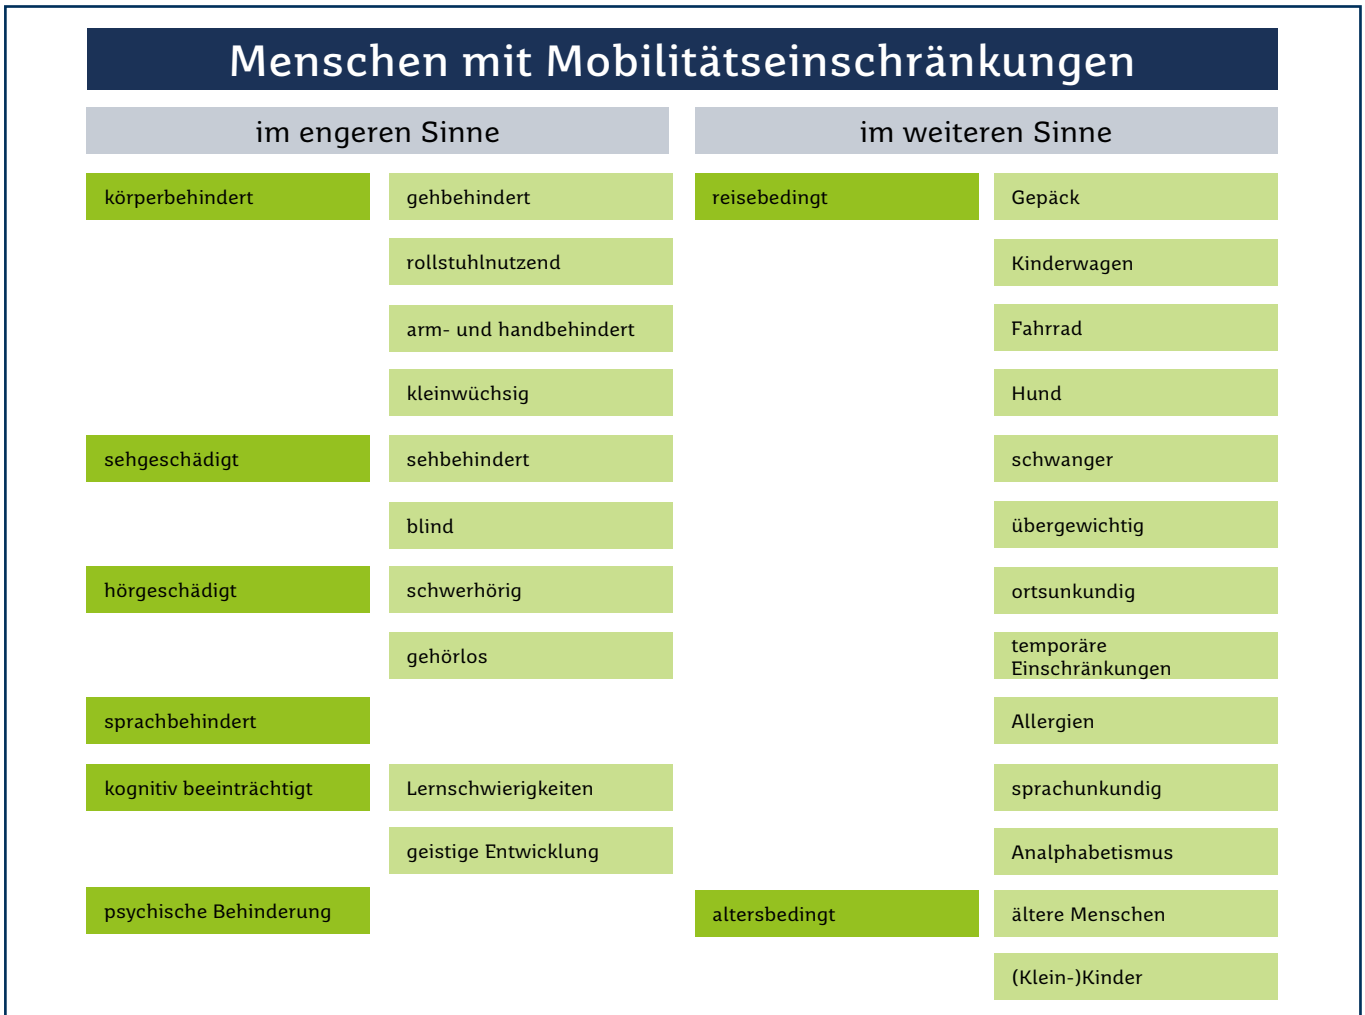 Menschen mit Mobilitätseinschränkungen
im engeren Sinne
körperbehindert
gehbehindert
rollstuhlnutzend
arm- und handbehindert
kleinwüchsig
sehgeschädigt
sehbehindert
blind
hörgeschädigt
schwerhörig
gehörlos
sprachbehindert
kognitiv beeinträchtigt
Lernschwierigkeiten
geistige Entwicklung
psychische Behinderung
im weiteren Sinne
reisebedingt
Gepäck
Kinderwagen
Fahrrad
Hund
schwanger
übergewichtig
ortsunkundig
temporäre
Einschränkungen
Allergien
sprachunkundig
Analphabetismus
altersbedingt
ältere Menschen
(Klein-)Kinder